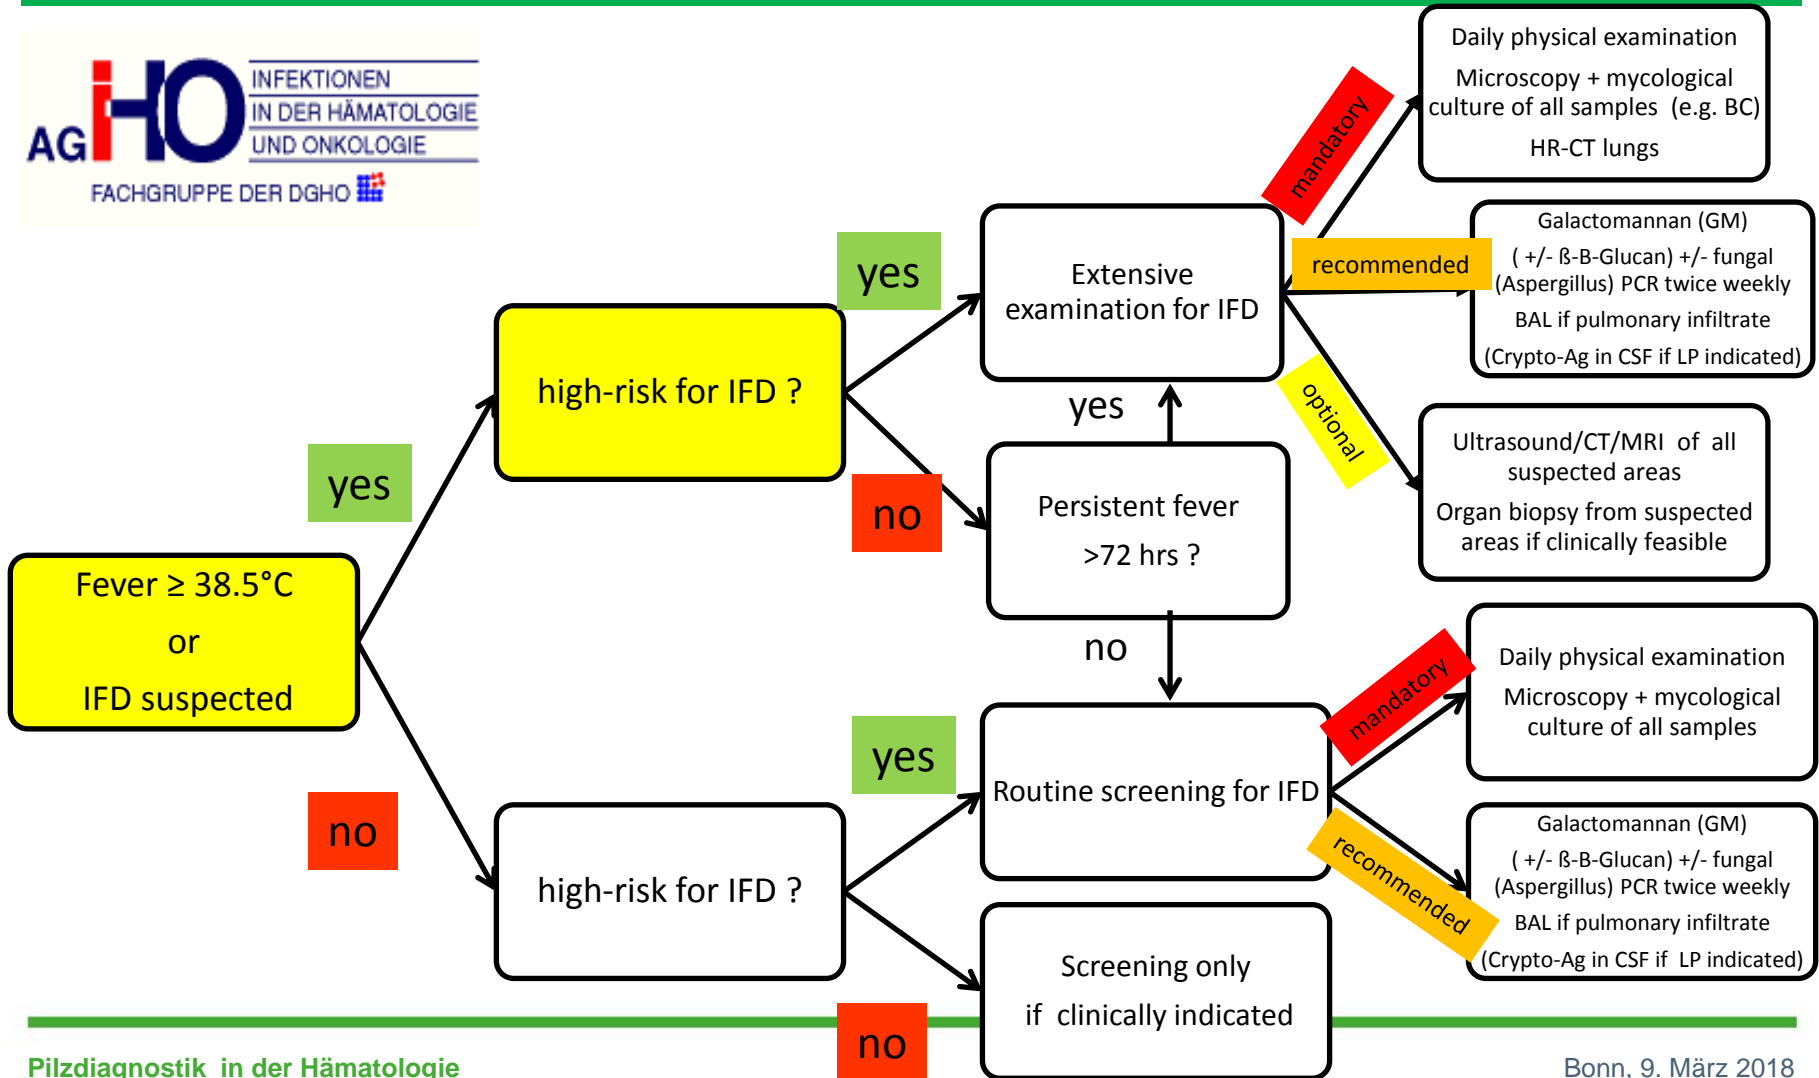 AG iHO
INFEKTIONEN
IN DER HÄMATOLOGIE
UND ONKOLOGIE
FACHGRUPPE DER DGHO
Fever ≥ 38.5°C
or
IFD suspected
yes
no
high-risk for IFD ?
high-risk for IFD ?
yes
no
yes
no
Extensive
examination for IFD
yes
Persistent fever
>72 hrs ?
no
Routine screening for IFD
Screening only
if clinically indicated
mandatory
recommended
optional
Daily physical examination
Microscopy + mycological
culture of all samples (e.g. BC)
HR-CT lungs
Galactomannan (GM)
( +/- ß-B-Glucan) +/- fungal
(Aspergillus) PCR twice weekly
BAL if pulmonary infiltrate
(Crypto-Ag in CSF if LP indicated)
Ultrasound/CT/MRI of all
suspected areas
Organ biopsy from suspected
areas if clinically feasible
mandatory
recommended
Daily physical examination
Microscopy + mycological
culture of all samples
Galactomannan (GM)
( +/- ß-B-Glucan) +/- fungal
(Aspergillus) PCR twice weekly
BAL if pulmonary infiltrate
(Crypto-Ag in CSF if LP indicated)
Pilzdiagnostik in der Hämatologie
Bonn, 9. März 2018